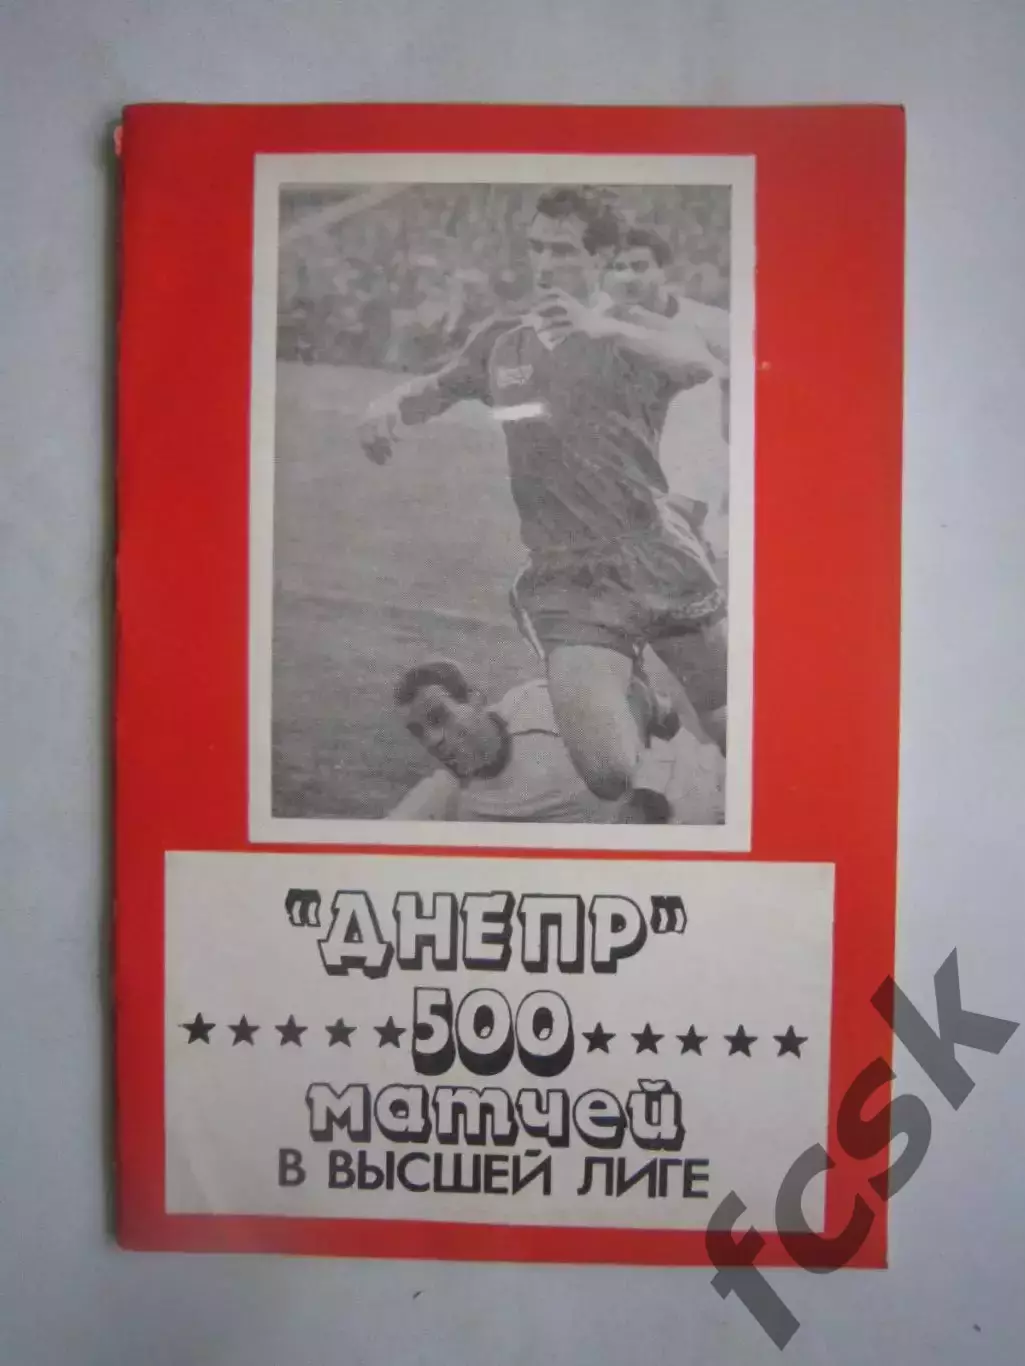 "ДНЕПР"
★★★★★ 500 ★★★★★
матчей
В ВЫСШЕЙ ЛИГЕ
fcsk